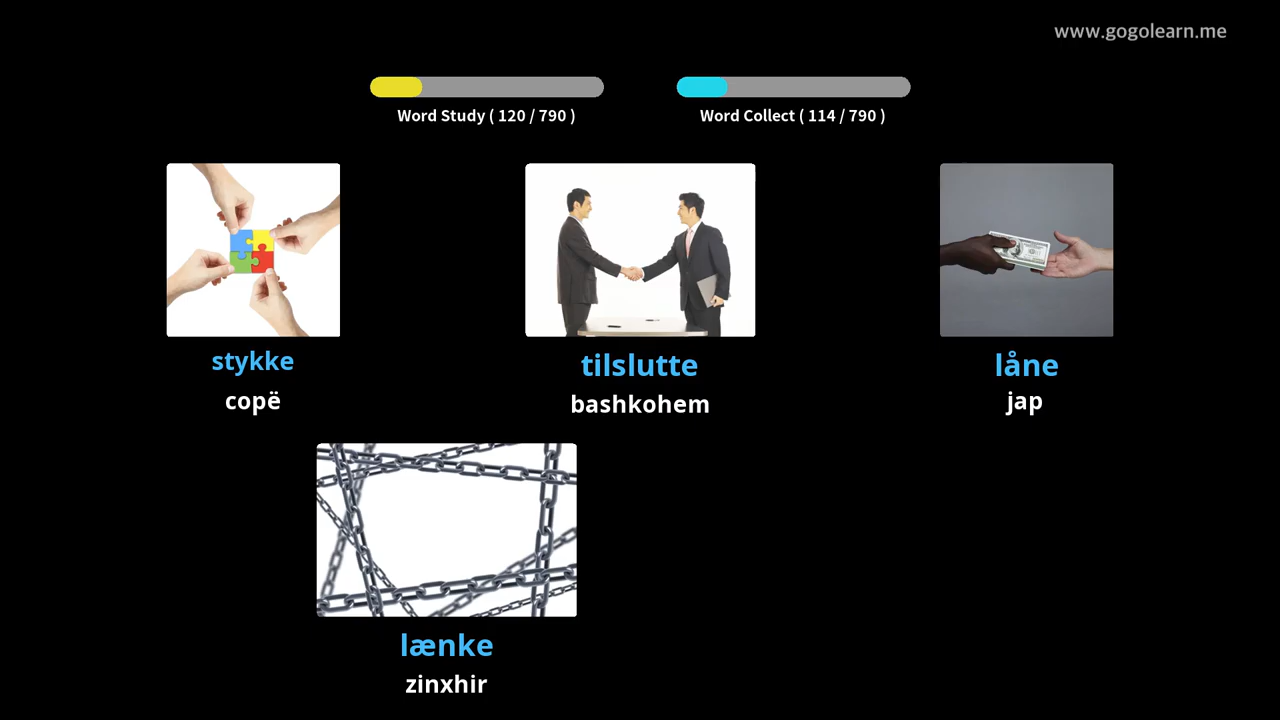 www.gogolearn.me
Word Study ( 120 / 790 )
Word Collect ( 114 / 790 )
stykke
copë
tilslutte
bashkohem
låne
jap
lænke
zinxhir